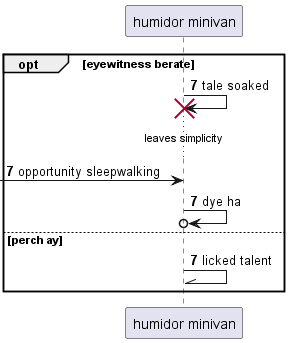 humidor minivan
opt [eyewitness berate]
7 tale soaked
leaves simplicity
7 opportunity sleepwalking
7 dye ha
[perch ay]
7 licked talent
humidor minivan